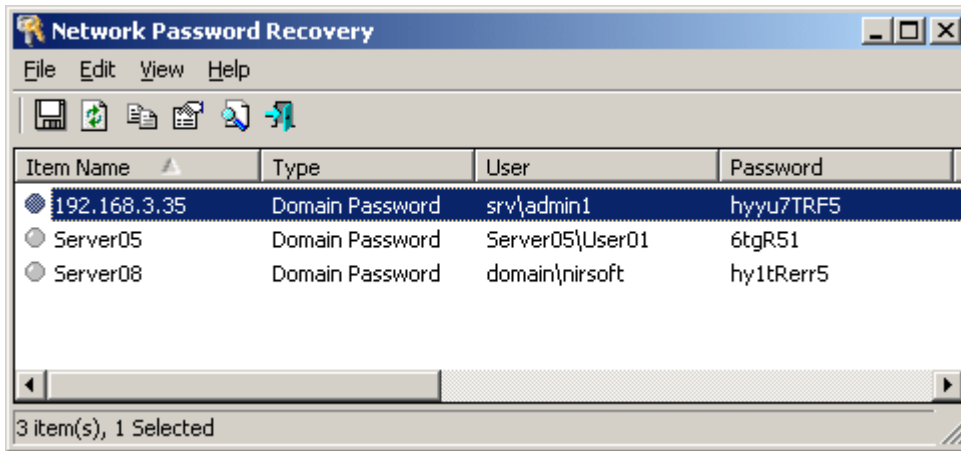 Network Password Recovery
File Edit View Help
Item Name Type User Password
192.168.3.35 Domain Password srv\admin1 hyyu7TRF5
Server05 Domain Password Server05\User01 6tgR51
Server08 Domain Password domain\nirsoft hy1tRerr5
3 item(s), 1 Selected